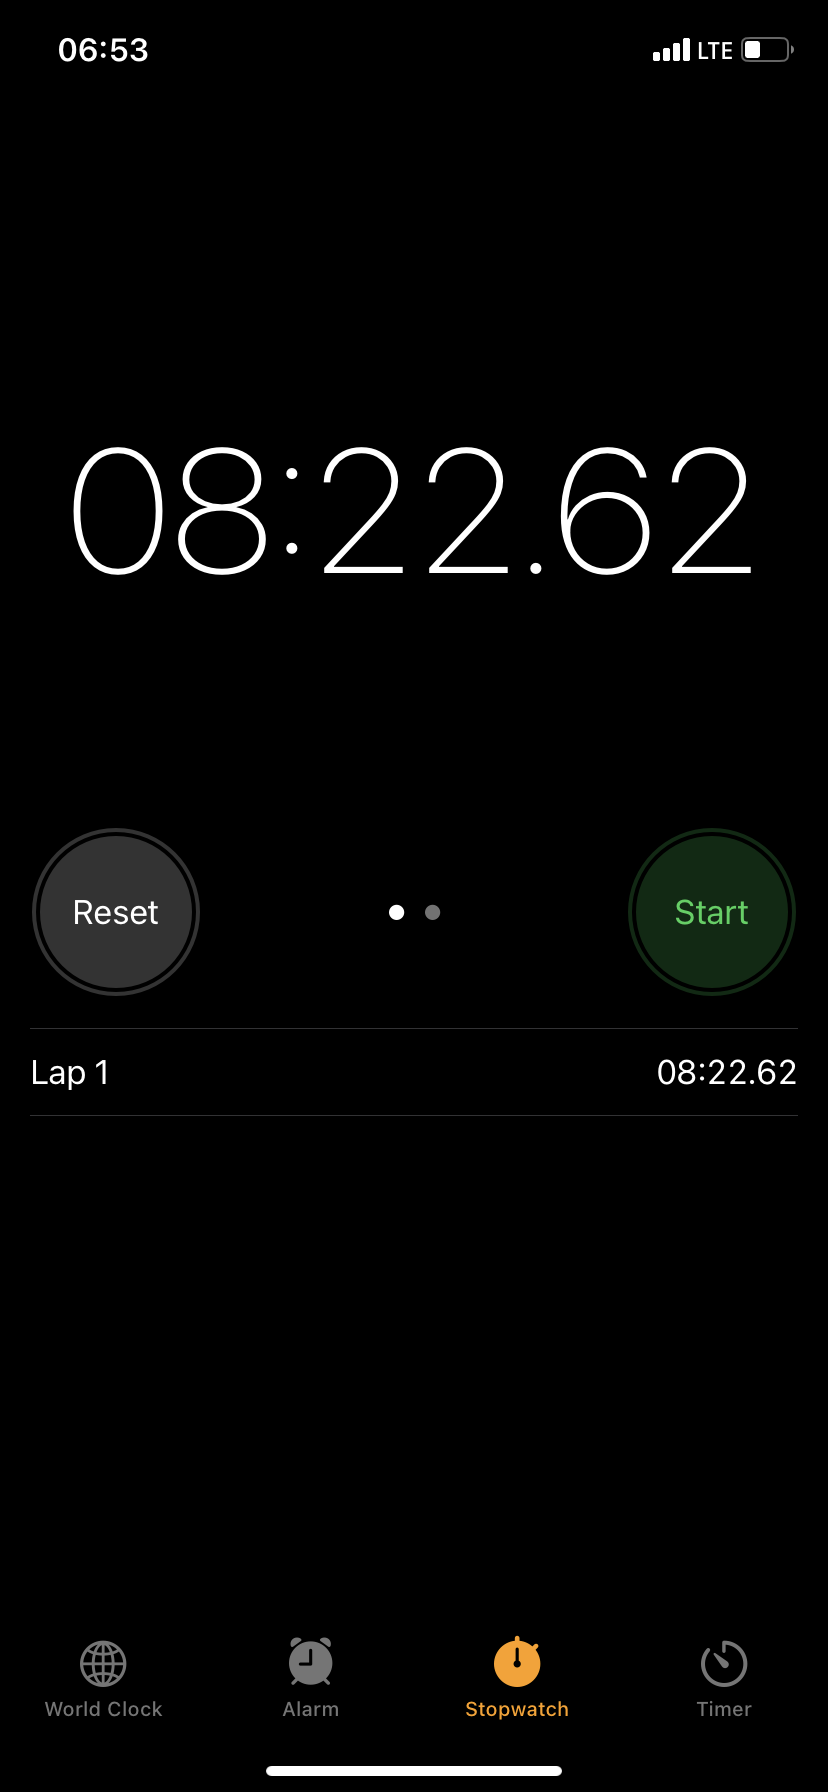 06:53 LTE
08:22.62
Reset Start
Lap 1 08:22.62
World Clock Alarm Stopwatch Timer